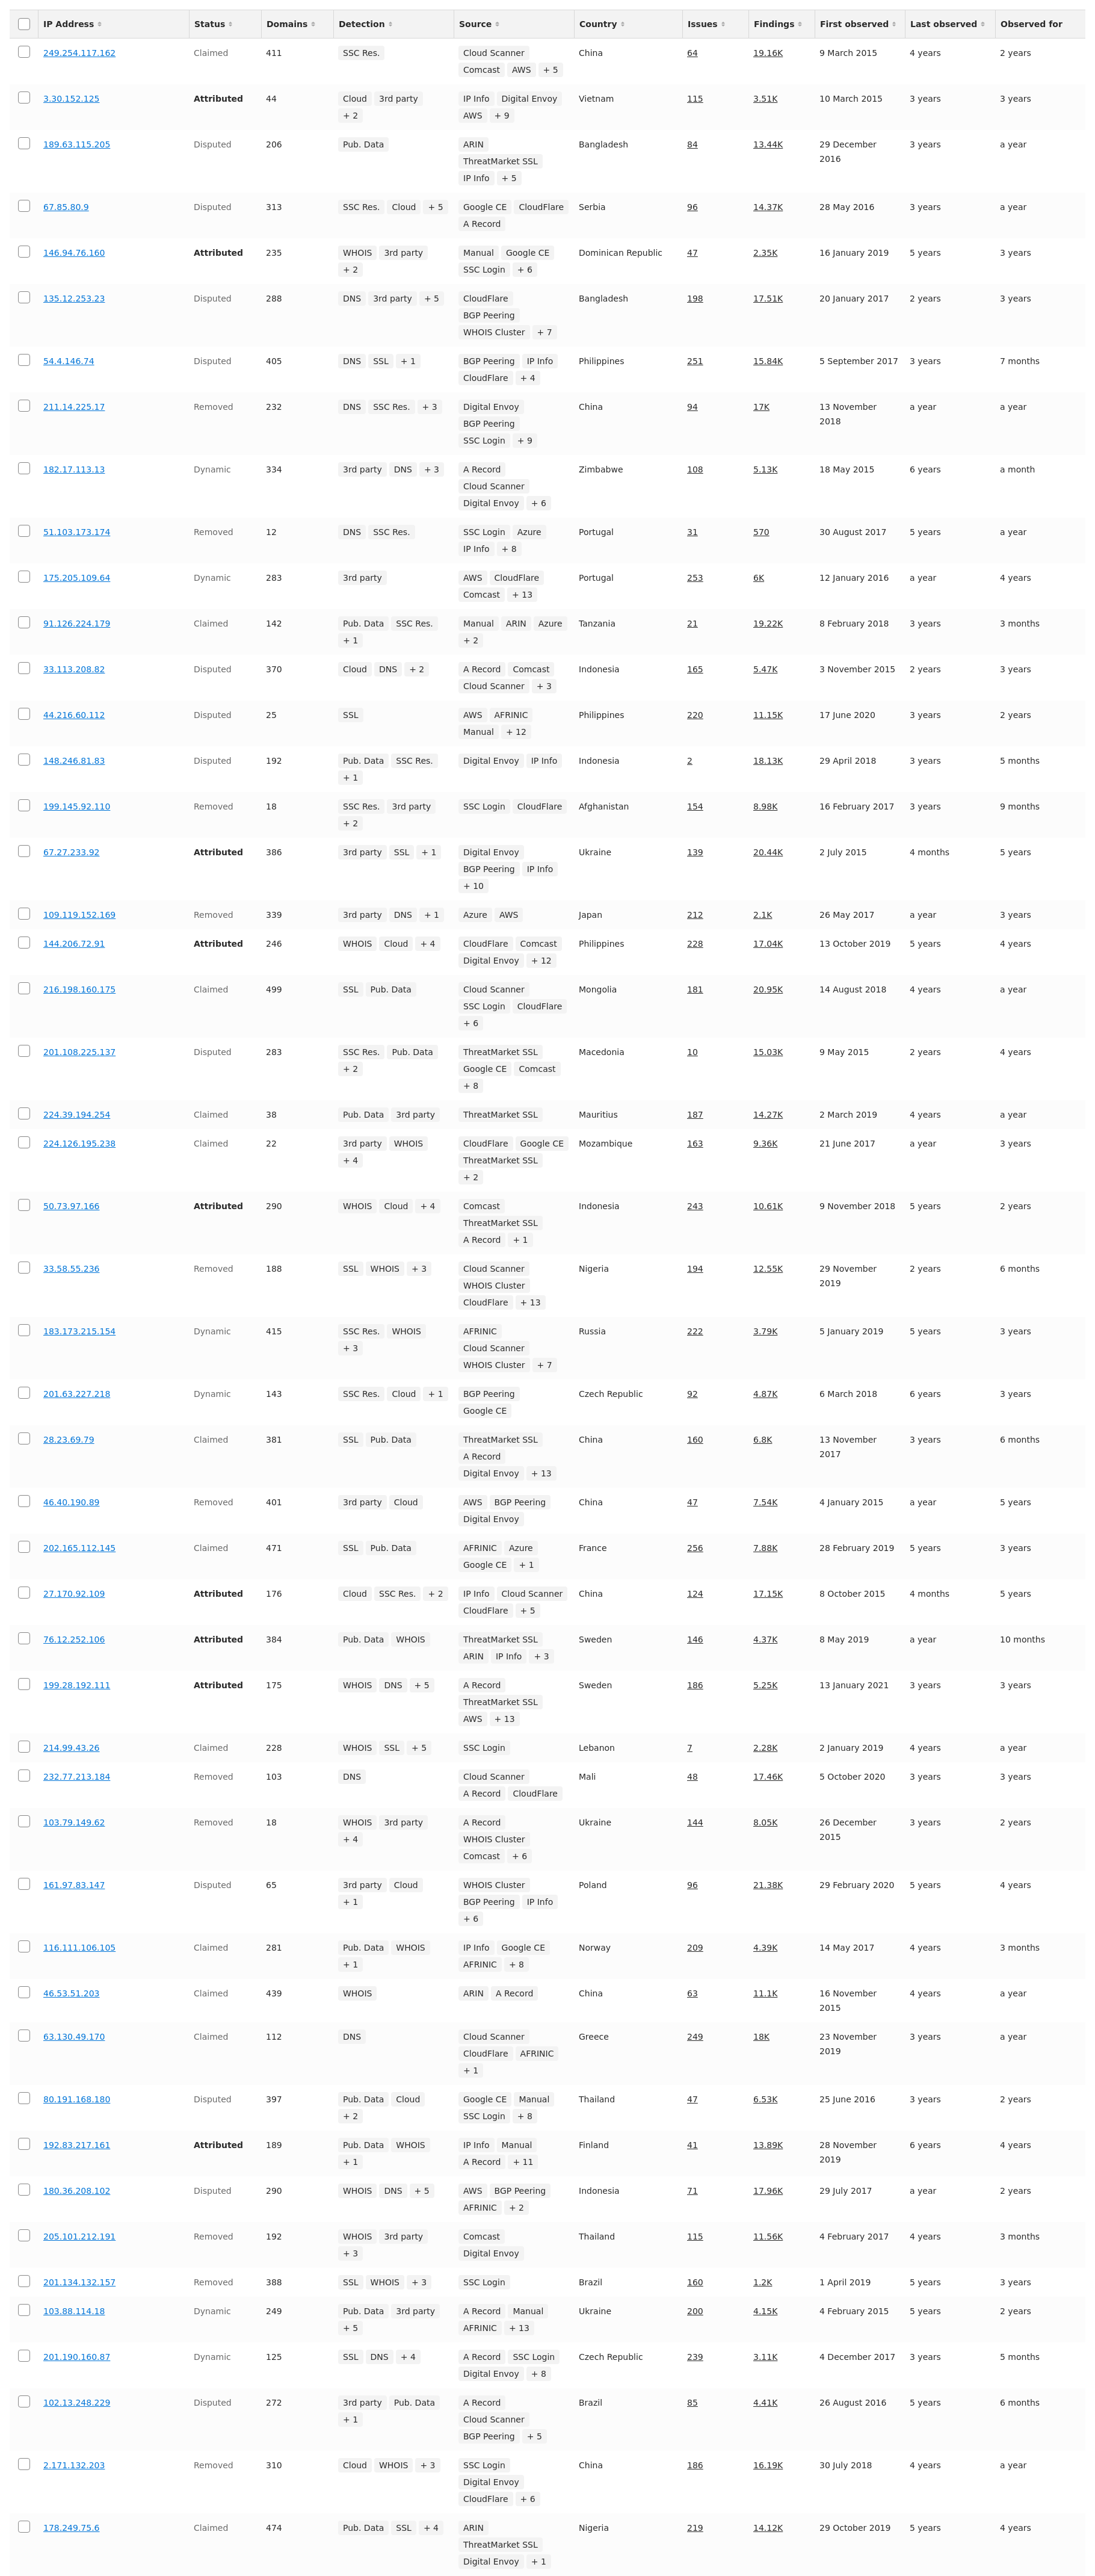 IP Address Status Domains Detection Source Country Issues Findings First observed Last observed Observed for
249.254.117.162 Claimed 411 SSC Res. Cloud Scanner China 64 19.16K 9 March 2015 4 years 2 years
Comcast AWS + 5
3.30.152.125 Attributed 44 Cloud 3rd party IP Info Digital Envoy Vietnam 115 3.51K 10 March 2015 3 years 3 years
+ 2 AWS + 9
189.63.115.205 Disputed 206 Pub. Data ARIN Bangladesh 84 13.44K 29 December 3 years a year
ThreatMarket SSL 2016
IP Info + 5
67.85.80.9 Disputed 313 SSC Res. Cloud + 5 Google CE CloudFlare Serbia 96 14.37K 28 May 2016 3 years a year
A Record
146.94.76.160 Attributed 235 WHOIS 3rd party Manual Google CE Dominican Republic 47 2.35K 16 January 2019 5 years 3 years
+ 2 SSC Login + 6
135.12.253.23 Disputed 288 DNS 3rd party + 5 CloudFlare Bangladesh 198 17.51K 20 January 2017 2 years 3 years
BGP Peering
WHOIS Cluster + 7
54.4.146.74 Disputed 405 DNS SSL + 1 BGP Peering IP Info Philippines 251 15.84K 5 September 2017 3 years 7 months
CloudFlare + 4
211.14.225.17 Removed 232 DNS SSC Res. + 3 Digital Envoy China 94 17K 13 November a year a year
BGP Peering 2018
SSC Login + 9
182.17.113.13 Dynamic 334 3rd party DNS + 3 A Record Zimbabwe 108 5.13K 18 May 2015 6 years a month
Cloud Scanner
Digital Envoy + 6
51.103.173.174 Removed 12 DNS SSC Res. SSC Login Azure Portugal 31 570 30 August 2017 5 years a year
IP Info + 8
175.205.109.64 Dynamic 283 3rd party AWS CloudFlare Portugal 253 6K 12 January 2016 a year 4 years
Comcast + 13
91.126.224.179 Claimed 142 Pub. Data SSC Res. Manual ARIN Azure Tanzania 21 19.22K 8 February 2018 3 years 3 months
+ 1 + 2
33.113.208.82 Disputed 370 Cloud DNS + 2 A Record Comcast Indonesia 165 5.47K 3 November 2015 2 years 3 years
Cloud Scanner + 3
44.216.60.112 Disputed 25 SSL AWS AFRINIC Philippines 220 11.15K 17 June 2020 3 years 2 years
Manual + 12
148.246.81.83 Disputed 192 Pub. Data SSC Res. Digital Envoy IP Info Indonesia 2 18.13K 29 April 2018 3 years 5 months
+ 1
199.145.92.110 Removed 18 SSC Res. 3rd party SSC Login CloudFlare Afghanistan 154 8.98K 16 February 2017 3 years 9 months
+ 2
67.27.233.92 Attributed 386 3rd party SSL + 1 Digital Envoy Ukraine 139 20.44K 2 July 2015 4 months 5 years
BGP Peering IP Info
+ 10
109.119.152.169 Removed 339 3rd party DNS + 1 Azure AWS Japan 212 2.1K 26 May 2017 a year 3 years
144.206.72.91 Attributed 246 WHOIS Cloud + 4 CloudFlare Comcast Philippines 228 17.04K 13 October 2019 5 years 4 years
Digital Envoy + 12
216.198.160.175 Claimed 499 SSL Pub. Data Cloud Scanner Mongolia 181 20.95K 14 August 2018 4 years a year
SSC Login CloudFlare
+ 6
201.108.225.137 Disputed 283 SSC Res. Pub. Data ThreatMarket SSL Macedonia 10 15.03K 9 May 2015 2 years 4 years
+ 2 Google CE Comcast
+ 8
224.39.194.254 Claimed 38 Pub. Data 3rd party ThreatMarket SSL Mauritius 187 14.27K 2 March 2019 4 years a year
224.126.195.238 Claimed 22 3rd party WHOIS CloudFlare Google CE Mozambique 163 9.36K 21 June 2017 a year 3 years
+ 4 ThreatMarket SSL
+ 2
50.73.97.166 Attributed 290 WHOIS Cloud + 4 Comcast Indonesia 243 10.61K 9 November 2018 5 years 2 years
ThreatMarket SSL
A Record + 1
33.58.55.236 Removed 188 SSL WHOIS + 3 Cloud Scanner Nigeria 194 12.55K 29 November 2 years 6 months
WHOIS Cluster 2019
CloudFlare + 13
183.173.215.154 Dynamic 415 SSC Res. WHOIS AFRINIC Russia 222 3.79K 5 January 2019 5 years 3 years
+ 3 Cloud Scanner
WHOIS Cluster + 7
201.63.227.218 Dynamic 143 SSC Res. Cloud + 1 BGP Peering Czech Republic 92 4.87K 6 March 2018 6 years 3 years
Google CE
28.23.69.79 Claimed 381 SSL Pub. Data ThreatMarket SSL China 160 6.8K 13 November 3 years 6 months
A Record 2017
Digital Envoy + 13
46.40.190.89 Removed 401 3rd party Cloud AWS BGP Peering China 47 7.54K 4 January 2015 a year 5 years
Digital Envoy
202.165.112.145 Claimed 471 SSL Pub. Data AFRINIC Azure France 256 7.88K 28 February 2019 5 years 3 years
Google CE + 1
27.170.92.109 Attributed 176 Cloud SSC Res. + 2 IP Info Cloud Scanner China 124 17.15K 8 October 2015 4 months 5 years
CloudFlare + 5
76.12.252.106 Attributed 384 Pub. Data WHOIS ThreatMarket SSL Sweden 146 4.37K 8 May 2019 a year 10 months
ARIN IP Info + 3
199.28.192.111 Attributed 175 WHOIS DNS + 5 A Record Sweden 186 5.25K 13 January 2021 3 years 3 years
ThreatMarket SSL
AWS + 13
214.99.43.26 Claimed 228 WHOIS SSL + 5 SSC Login Lebanon 7 2.28K 2 January 2019 4 years a year
232.77.213.184 Removed 103 DNS Cloud Scanner Mali 48 17.46K 5 October 2020 3 years 3 years
A Record CloudFlare
103.79.149.62 Removed 18 WHOIS 3rd party A Record Ukraine 144 8.05K 26 December 3 years 2 years
+ 4 WHOIS Cluster 2015
Comcast + 6
161.97.83.147 Disputed 65 3rd party Cloud WHOIS Cluster Poland 96 21.38K 29 February 2020 5 years 4 years
+ 1 BGP Peering IP Info
+ 6
116.111.106.105 Claimed 281 Pub. Data WHOIS IP Info Google CE Norway 209 4.39K 14 May 2017 4 years 3 months
+ 1 AFRINIC + 8
46.53.51.203 Claimed 439 WHOIS ARIN A Record China 63 11.1K 16 November 4 years a year
2015
63.130.49.170 Claimed 112 DNS Cloud Scanner Greece 249 18K 23 November 3 years a year
CloudFlare AFRINIC 2019
+ 1
80.191.168.180 Disputed 397 Pub. Data Cloud Google CE Manual Thailand 47 6.53K 25 June 2016 3 years 2 years
+ 2 SSC Login + 8
192.83.217.161 Attributed 189 Pub. Data WHOIS IP Info Manual Finland 41 13.89K 28 November 6 years 4 years
+ 1 A Record + 11 2019
180.36.208.102 Disputed 290 WHOIS DNS + 5 AWS BGP Peering Indonesia 71 17.96K 29 July 2017 a year 2 years
AFRINIC + 2
205.101.212.191 Removed 192 WHOIS 3rd party Comcast Thailand 115 11.56K 4 February 2017 4 years 3 months
+ 3 Digital Envoy
201.134.132.157 Removed 388 SSL WHOIS + 3 SSC Login Brazil 160 1.2K 1 April 2019 5 years 3 years
103.88.114.18 Dynamic 249 Pub. Data 3rd party A Record Manual Ukraine 200 4.15K 4 February 2015 5 years 2 years
+ 5 AFRINIC + 13
201.190.160.87 Dynamic 125 SSL DNS + 4 A Record SSC Login Czech Republic 239 3.11K 4 December 2017 3 years 5 months
Digital Envoy + 8
102.13.248.229 Disputed 272 3rd party Pub. Data A Record Brazil 85 4.41K 26 August 2016 5 years 6 months
+ 1 Cloud Scanner
BGP Peering + 5
2.171.132.203 Removed 310 Cloud WHOIS + 3 SSC Login China 186 16.19K 30 July 2018 4 years a year
Digital Envoy
CloudFlare + 6
178.249.75.6 Claimed 474 Pub. Data SSL + 4 ARIN Nigeria 219 14.12K 29 October 2019 5 years 4 years
ThreatMarket SSL
Digital Envoy + 1